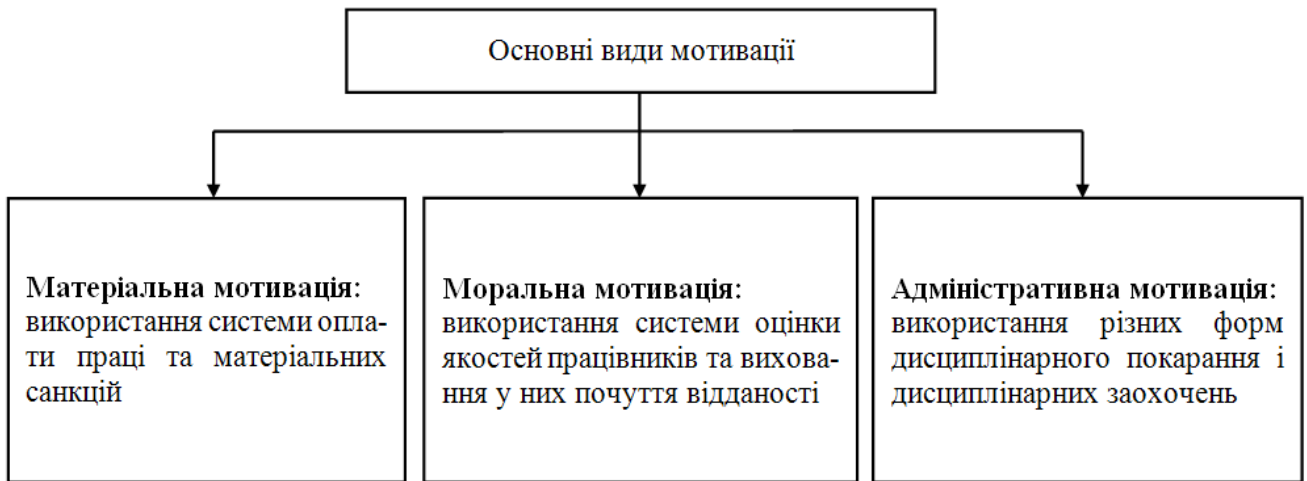 Основні види мотивації
Матеріальна мотивація:
використання системи опла-
ти праці та матеріальних
санкцій
Моральна мотивація:
використання системи оцінки
якостей працівників та вихова-
ння у них почуття відданості
Адміністративна мотивація:
використання різних форм
дисциплінарного покарання і
дисциплінарних заохочень